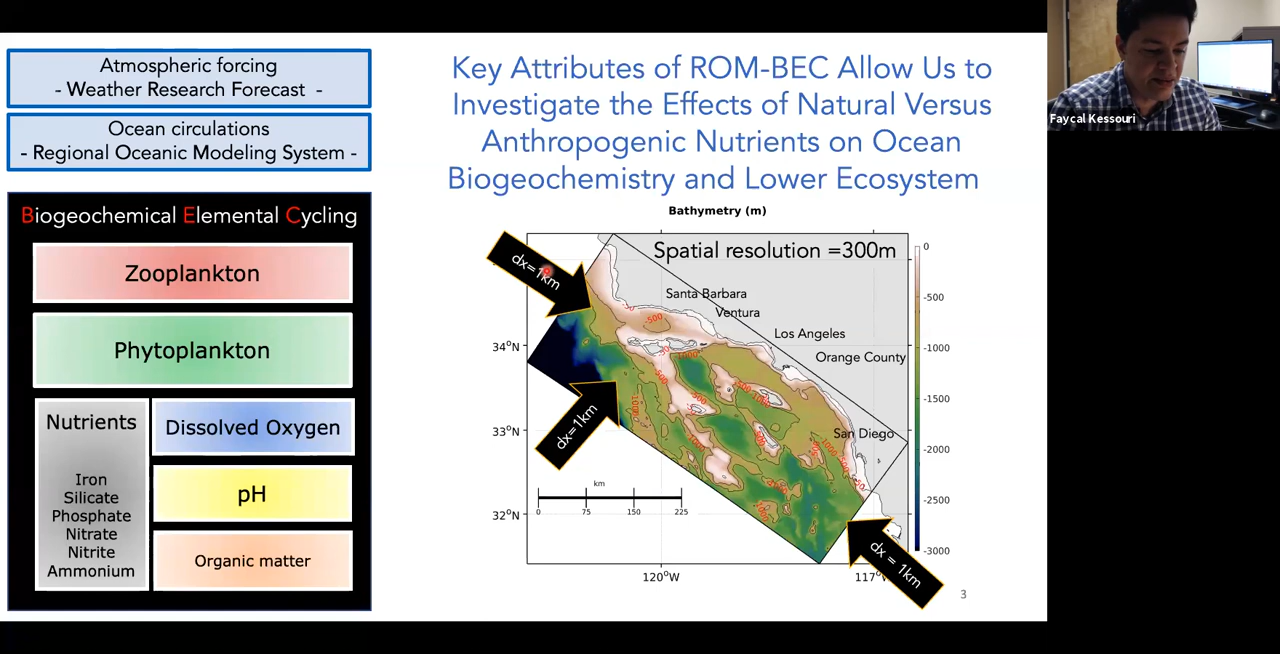 Atmospheric forcing
- Weather Research Forecast -
Ocean circulations
- Regional Oceanic Modeling System -
Biogeochemical Elemental Cycling
Zooplankton
Phytoplankton
Nutrients
Iron
Silicate
Phosphate
Nitrate
Nitrite
Ammonium
Dissolved Oxygen
pH
Organic matter
Key Attributes of ROM-BEC Allow Us to
Investigate the Effects of Natural Versus
Anthropogenic Nutrients on Ocean
Biogeochemistry and Lower Ecosystem
Bathymetry (m)
Spatial resolution =300m
dx=1km
Santa Barbara
Ventura
Los Angeles
Orange County
San Diego
dx=1km
dx = 1km
km
0 75 150 225
34°N
33°N
32°N
120°W
117°W
0
-500
-1000
-1500
-2000
-2500
-3000
3
Faycal Kessouri